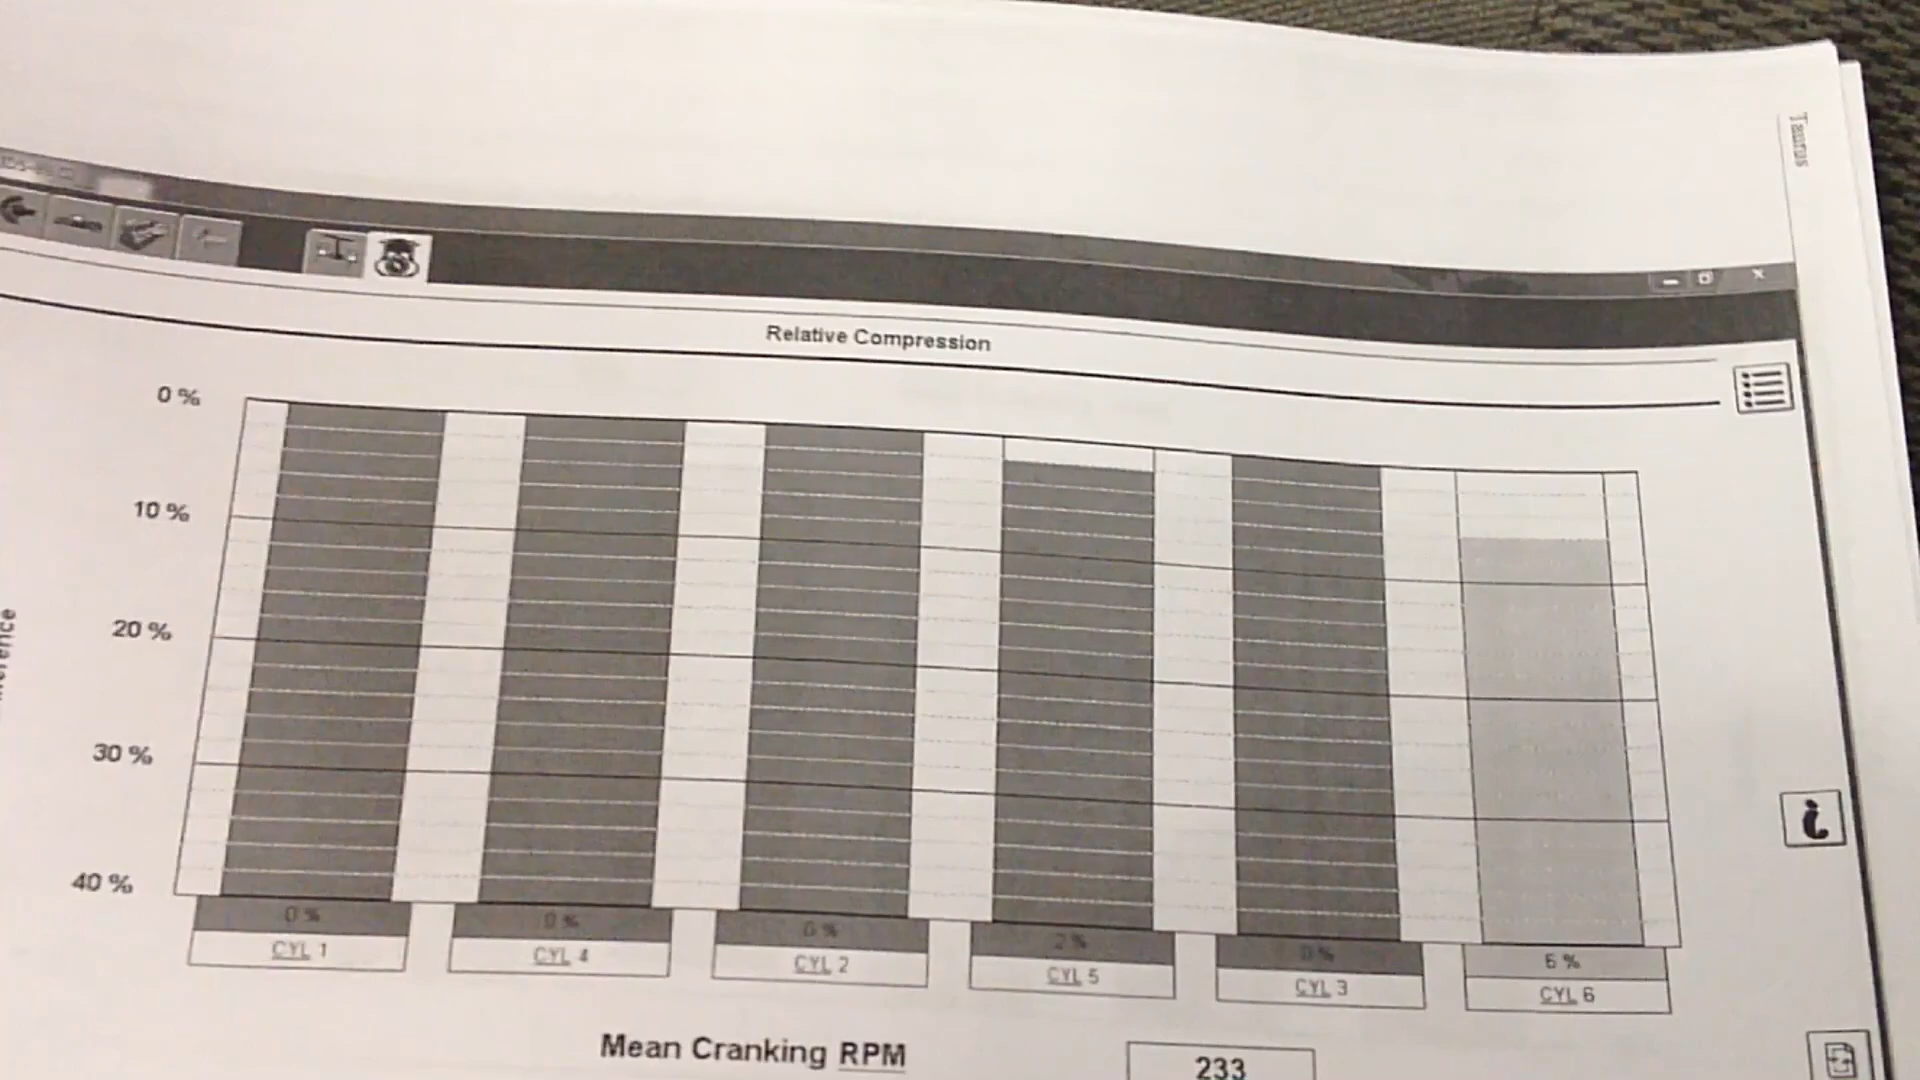 Taurus
Relative Compression
0 %
10 %
20 %
30 %
40 %
0 %
0 %
0 %
2 %
0 %
6 %
CYL 1
CYL 4
CYL 2
CYL 5
CYL 3
CYL 6
Mean Cranking RPM
233